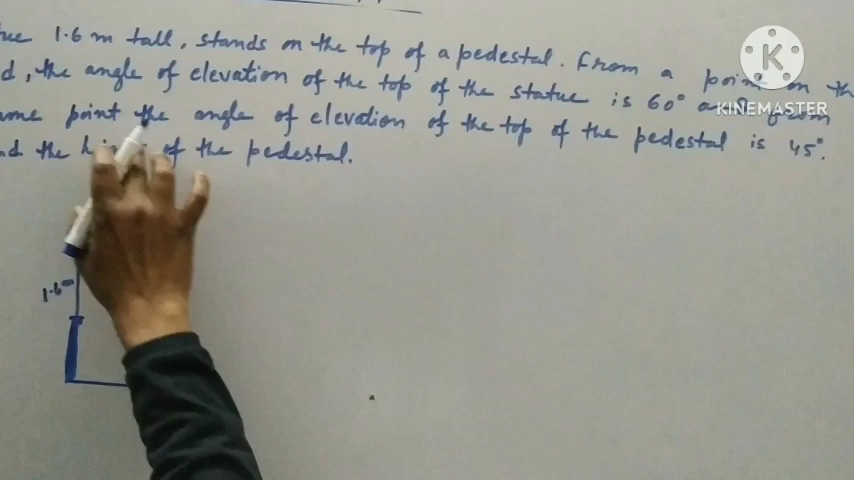 1.6 m tall, stands on the top of a pedestal. From a point on the
the angle of elevation of the top of the statue is 60° and from
point the angle of elevation of the top of the pedestal is 45°.
the of the pedestal.
1.6m
K
KINEMASTER